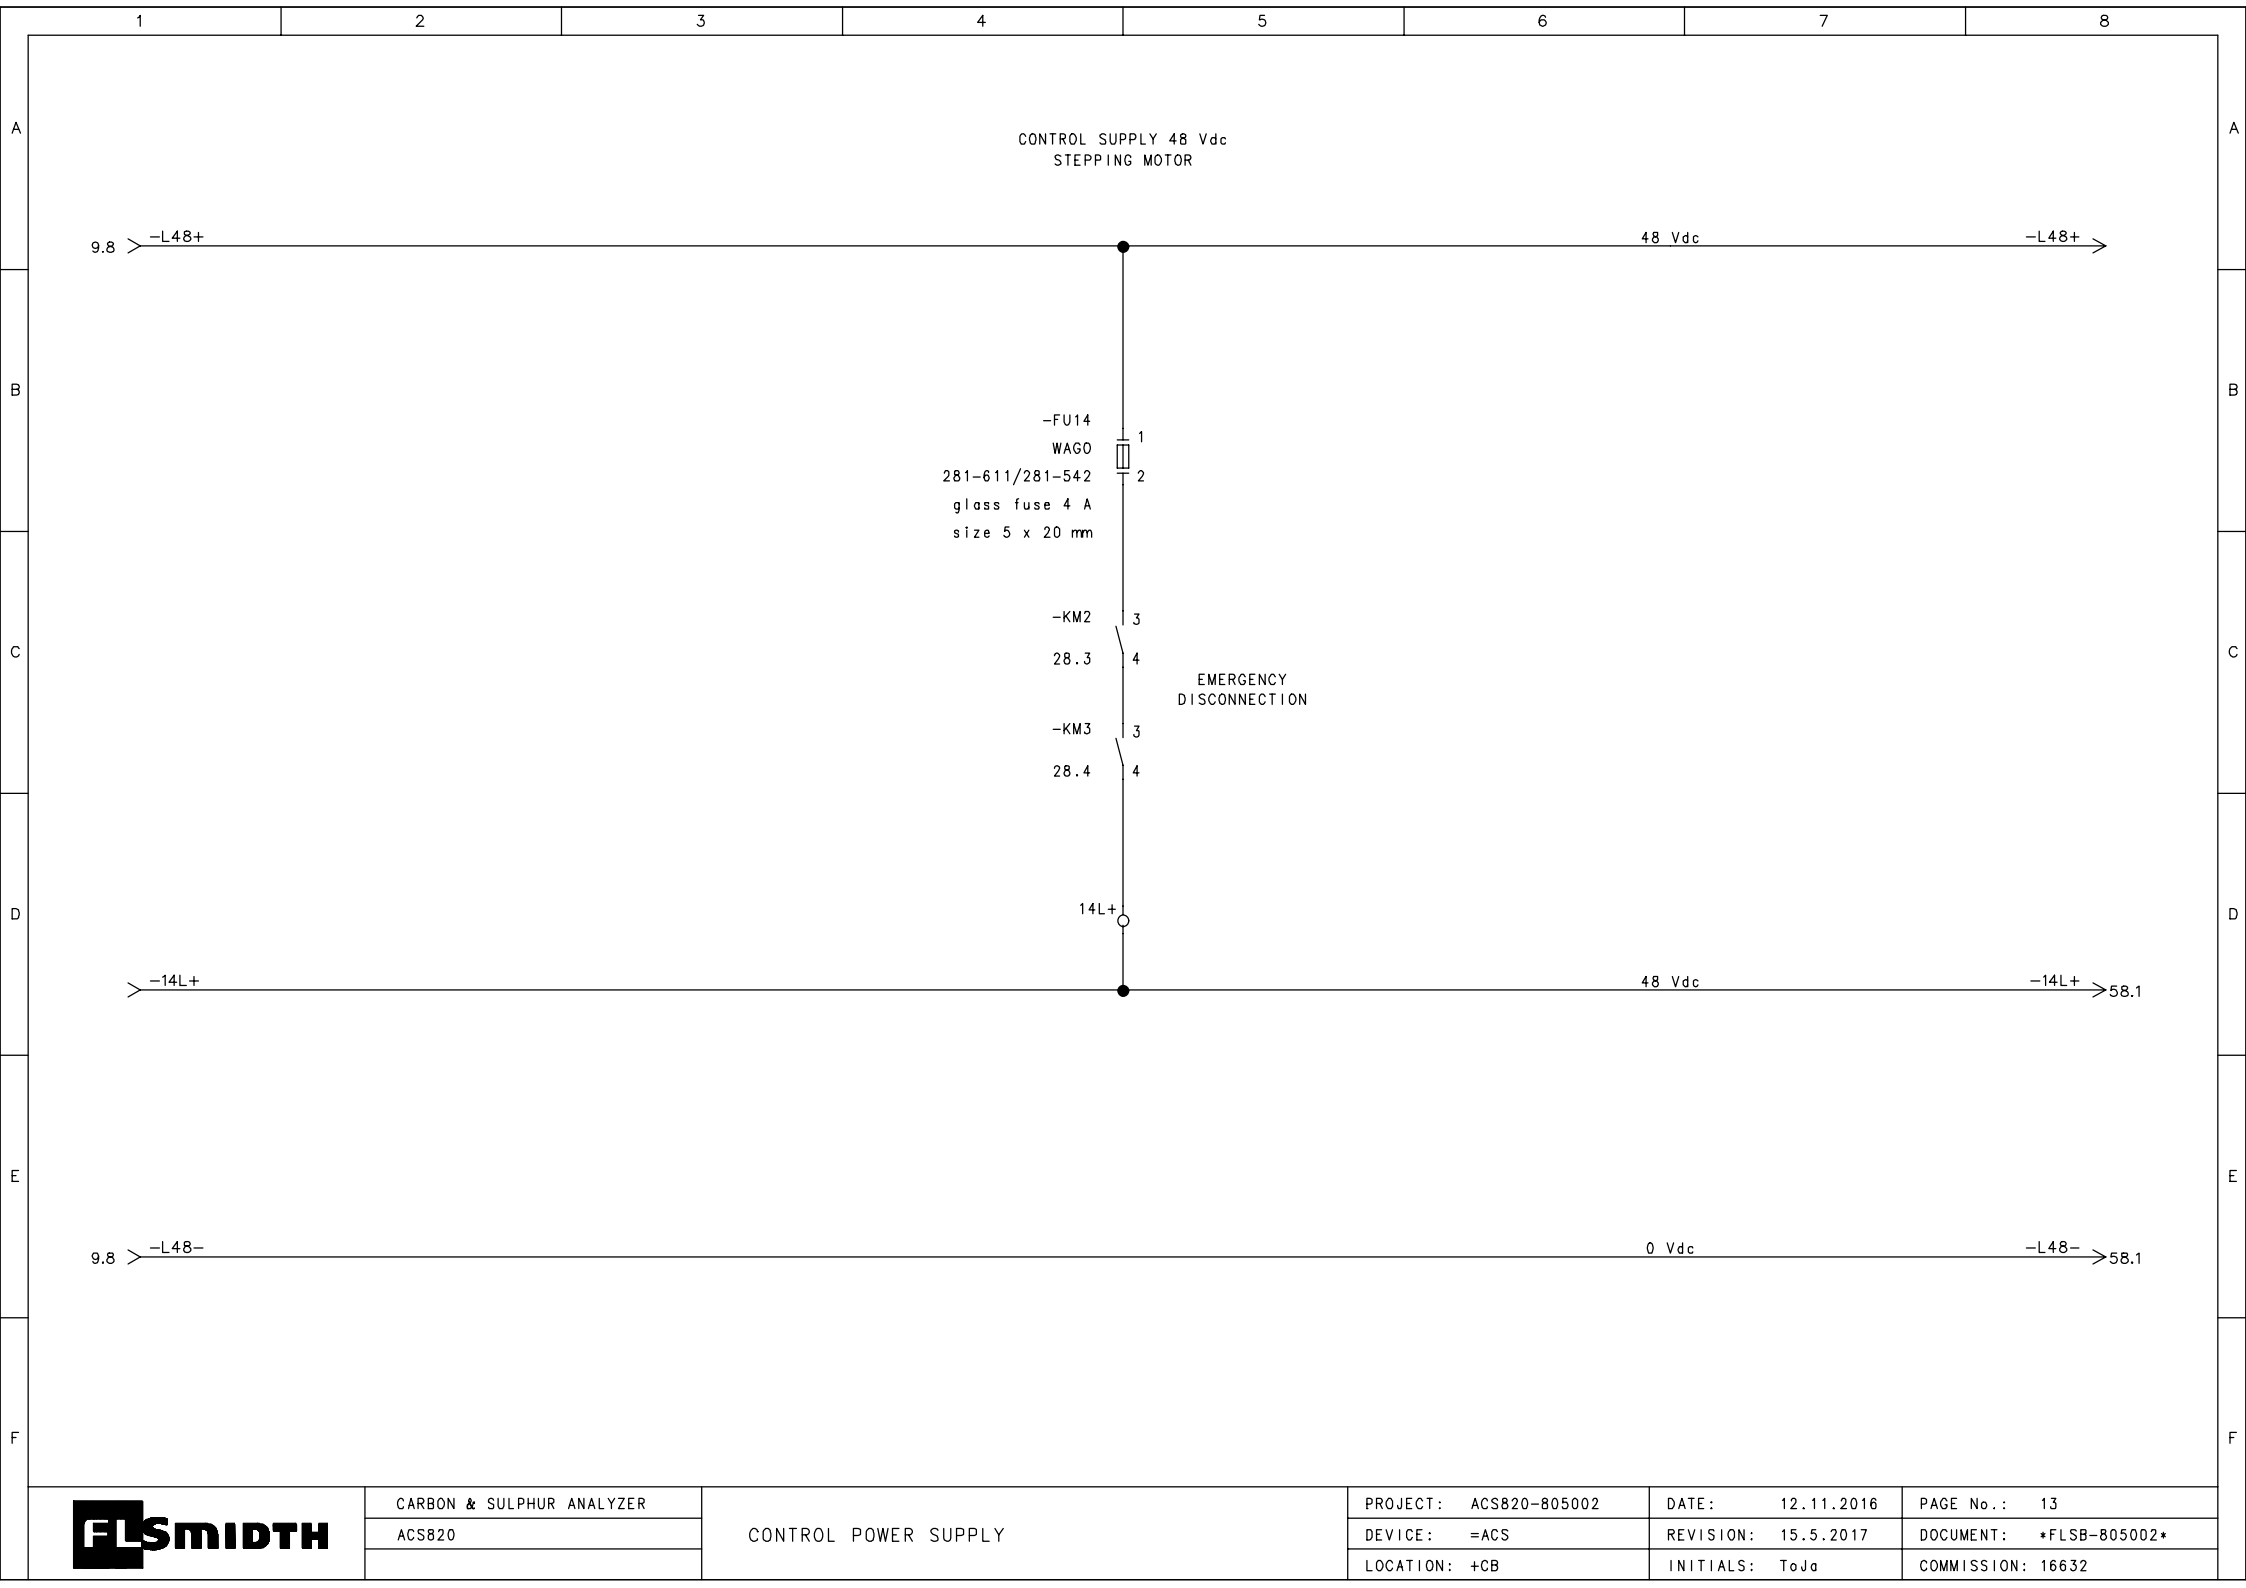 1 2 3 4 5 6 7 8
A A
CONTROL SUPPLY 48 Vdc
STEPPING MOTOR
9.8 -L48+ 48 Vdc -L48+
B B
-FU14
1
WAGO
281-611/281-542 2
glass fuse 4 A
size 5 x 20 mm
-KM2 3
C C
28.3 4
EMERGENCY
DISCONNECTION
-KM3 3
28.4 4
14L+
D D
-14L+ 48 Vdc -14L+ 58.1
E E
9.8 -L48- 0 Vdc -L48- 58.1
F F
FLSMIDTH
CARBON & SULPHUR ANALYZER
ACS820
CONTROL POWER SUPPLY
PROJECT: ACS820-805002 DATE: 12.11.2016 PAGE No.: 13
DEVICE: =ACS REVISION: 15.5.2017 DOCUMENT: *FLSB-805002*
LOCATION: +CB INITIALS: ToJa COMMISSION: 16632